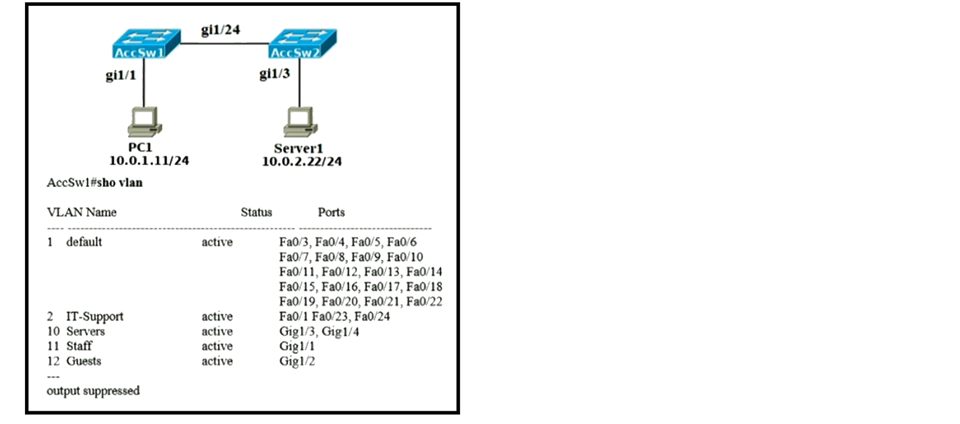 gi1/24
AccSw1
AccSw2
gi1/1
gi1/3
PC1
10.0.1.11/24
Server1
10.0.2.22/24
AccSw1#sho vlan
VLAN Name Status Ports
---- -------------------------------- --------- -------------------------------
1 default active Fa0/3, Fa0/4, Fa0/5, Fa0/6
Fa0/7, Fa0/8, Fa0/9, Fa0/10
Fa0/11, Fa0/12, Fa0/13, Fa0/14
Fa0/15, Fa0/16, Fa0/17, Fa0/18
Fa0/19, Fa0/20, Fa0/21, Fa0/22
2 IT-Support active Fa0/1 Fa0/23, Fa0/24
10 Servers active Gig1/3, Gig1/4
11 Staff active Gig1/1
12 Guests active Gig1/2
---
output suppressed